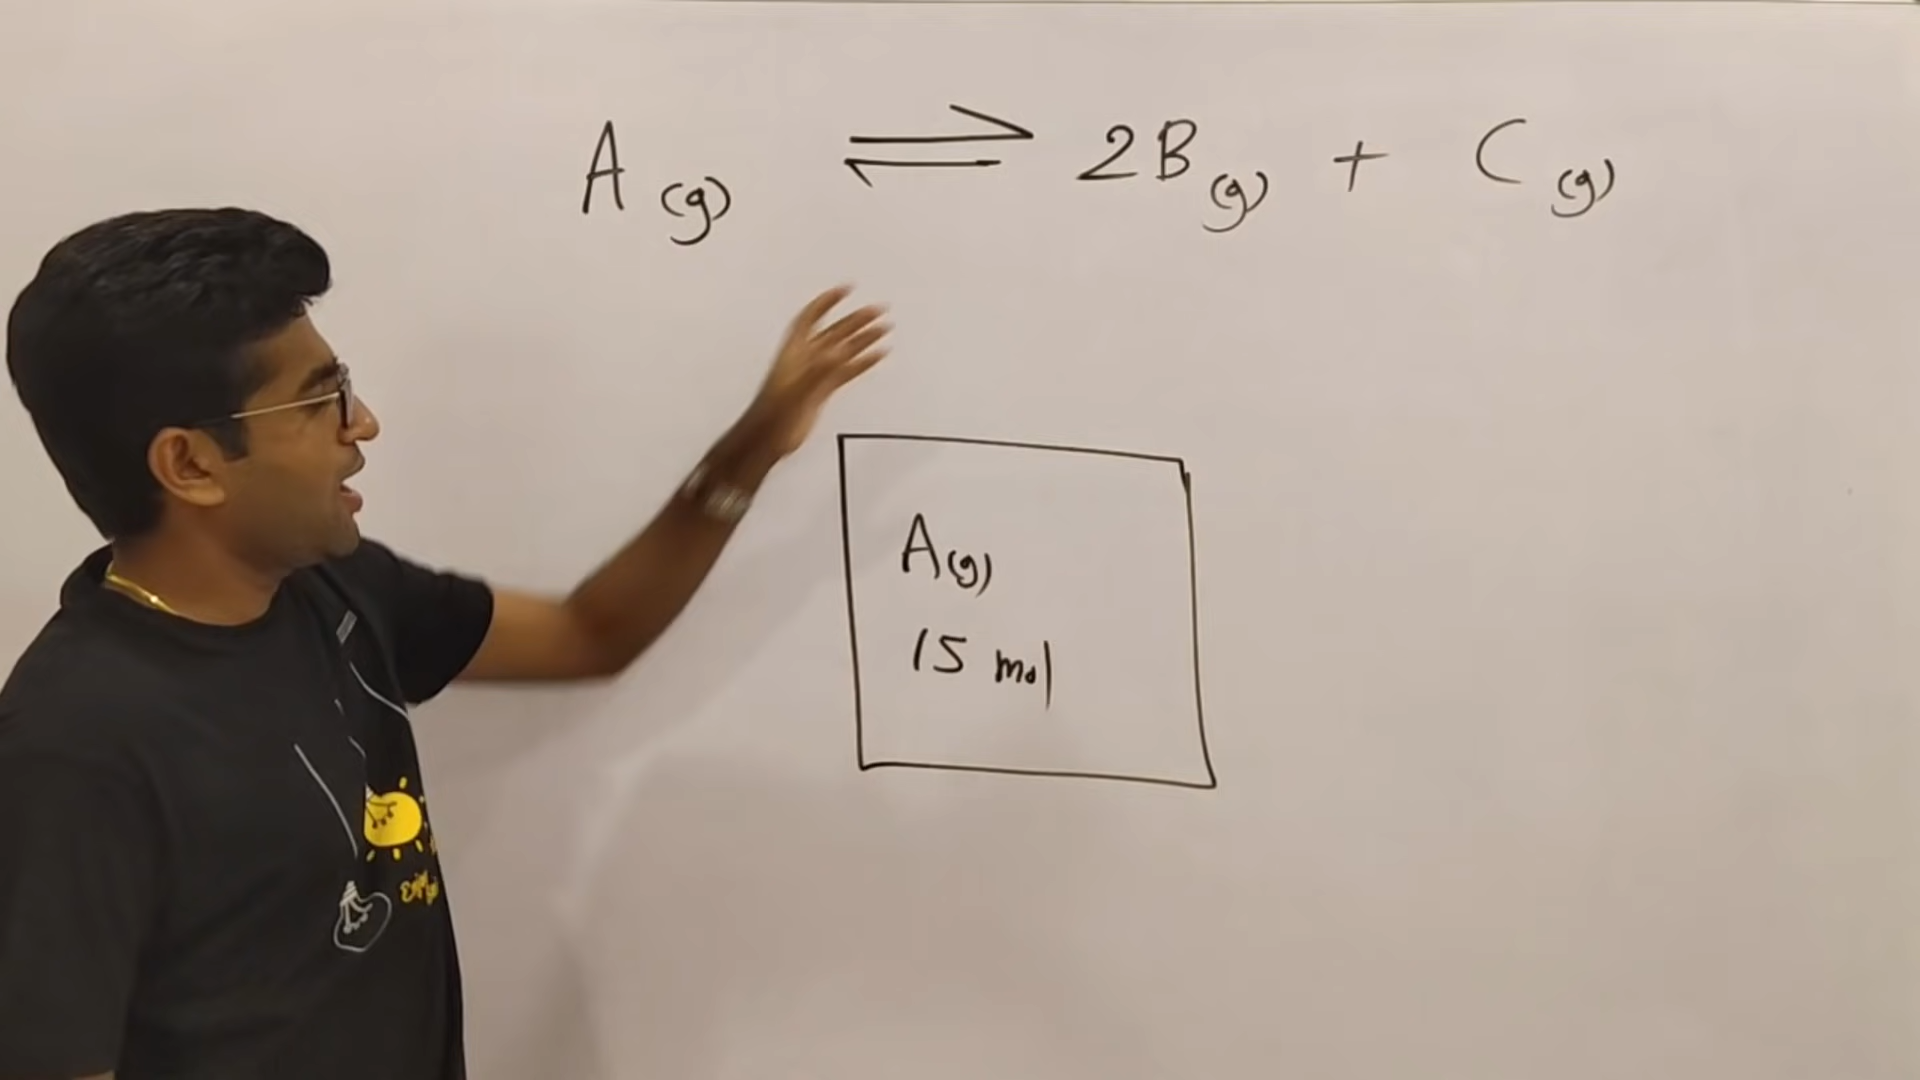 A (g) ⇌ 2B (g) + C (g)
A(g)
15 mol